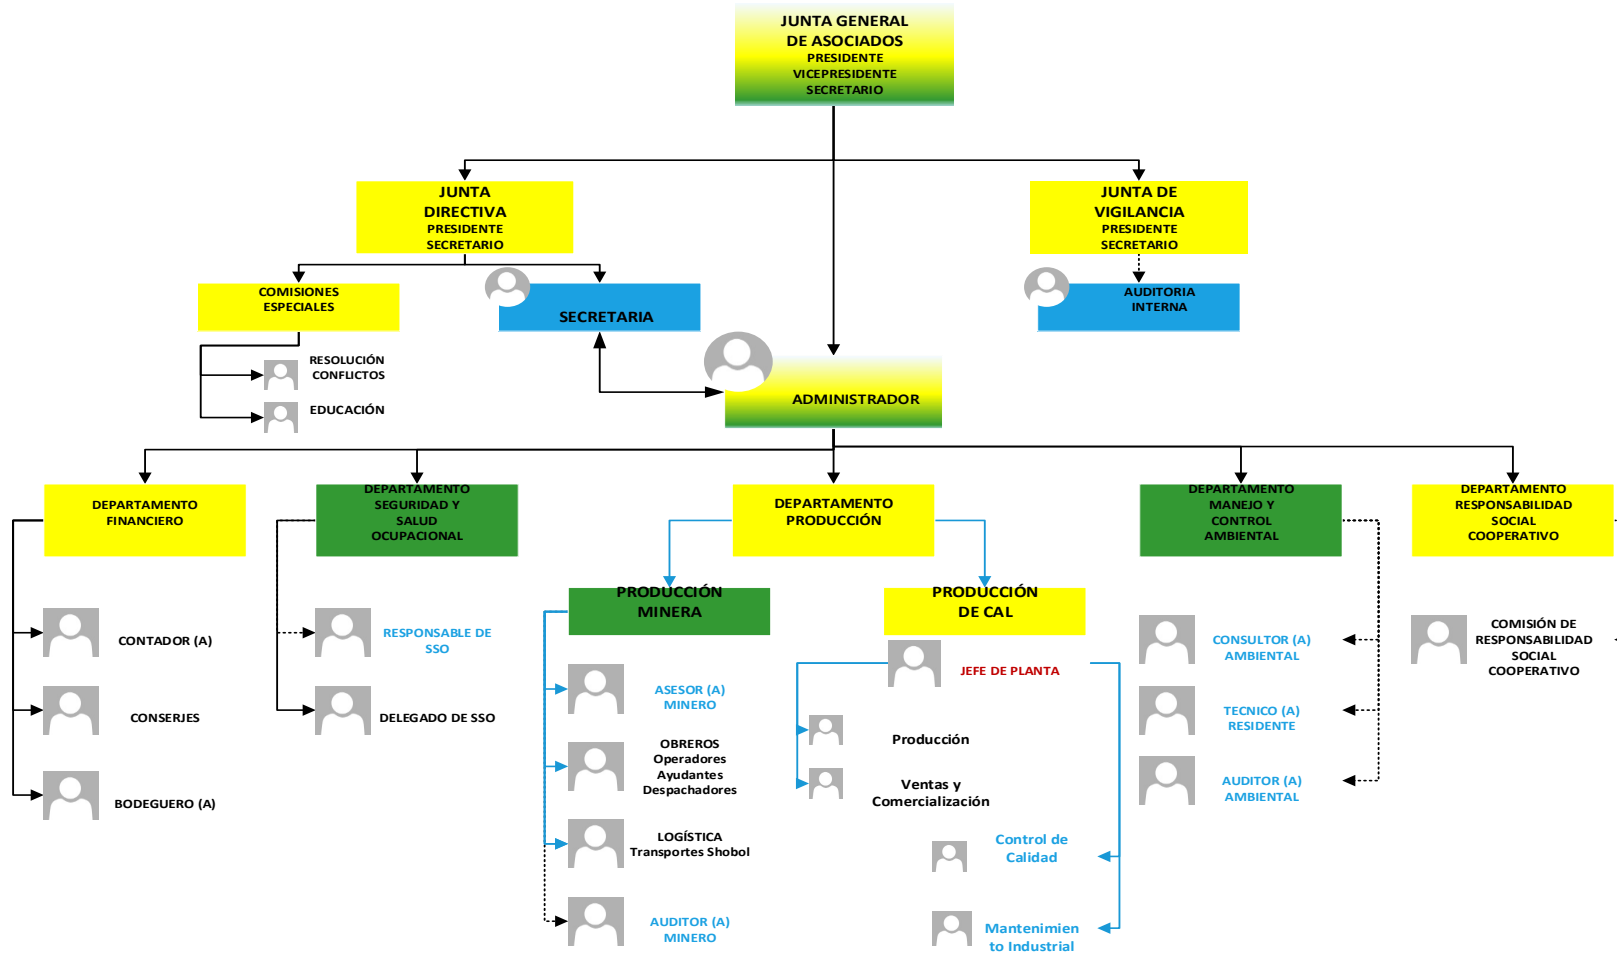 JUNTA GENERAL
DE ASOCIADOS
PRESIDENTE
VICEPRESIDENTE
SECRETARIO
JUNTA
DIRECTIVA
PRESIDENTE
SECRETARIO
JUNTA DE
VIGILANCIA
PRESIDENTE
SECRETARIO
COMISIONES
ESPECIALES
SECRETARIA
AUDITORIA
INTERNA
RESOLUCIÓN
CONFLICTOS
EDUCACIÓN
ADMINISTRADOR
DEPARTAMENTO
FINANCIERO
DEPARTAMENTO
SEGURIDAD Y
SALUD
OCUPACIONAL
DEPARTAMENTO
PRODUCCIÓN
DEPARTAMENTO
MANEJO Y
CONTROL
AMBIENTAL
DEPARTAMENTO
RESPONSABILIDAD
SOCIAL
COOPERATIVO
CONTADOR (A)
CONSERJES
BODEGUERO (A)
RESPONSABLE DE
SSO
DELEGADO DE SSO
PRODUCCIÓN
MINERA
ASESOR (A)
MINERO
OBREROS
Operadores
Ayudantes
Despachadores
LOGÍSTICA
Transportes Shobol
AUDITOR (A)
MINERO
PRODUCCIÓN
DE CAL
JEFE DE PLANTA
Producción
Ventas y
Comercialización
Control de
Calidad
Mantenimien
to Industrial
CONSULTOR (A)
AMBIENTAL
TECNICO (A)
RESIDENTE
AUDITOR (A)
AMBIENTAL
COMISIÓN DE
RESPONSABILIDAD
SOCIAL
COOPERATIVO